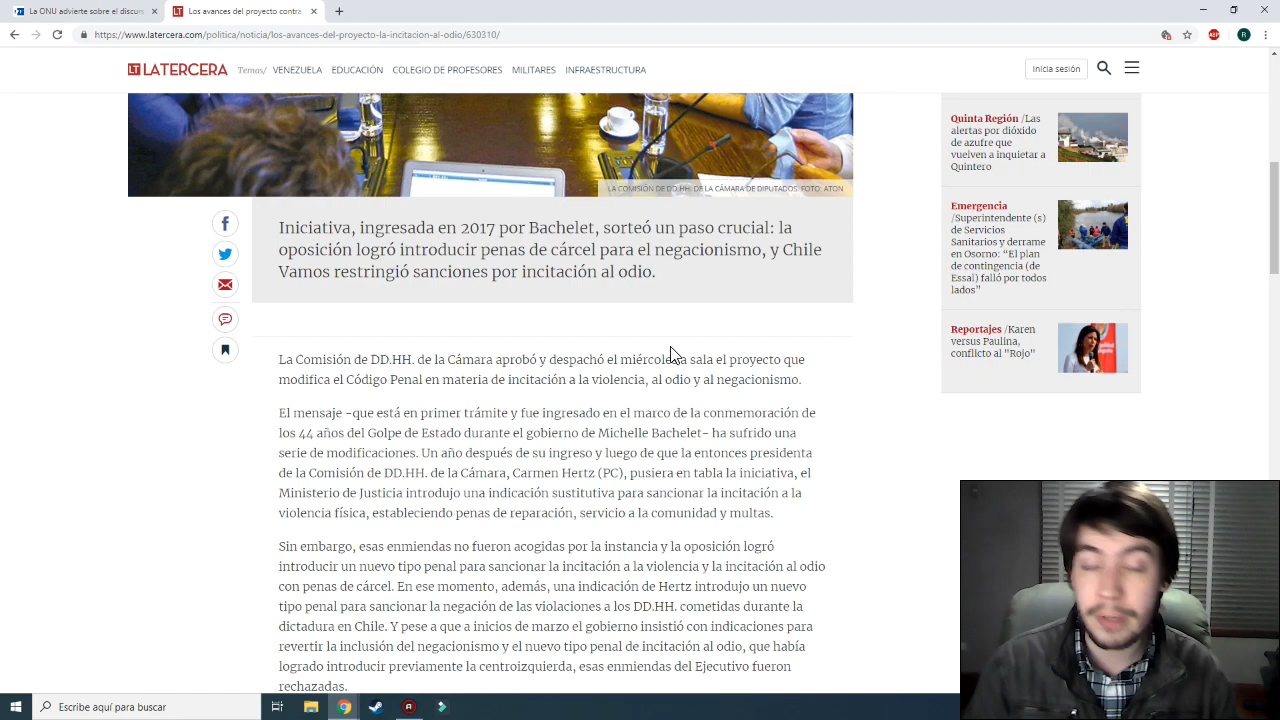 La ONU advierte sobre el discurs
Los avances del proyecto contra
https://www.latercera.com/politica/noticia/los-avances-del-proyecto-la-incitacion-al-odio/630310/
ABP
R
LT LATERCERA Temas/ VENEZUELA EDUCACIÓN COLEGIO DE PROFESORES MILITARES INFRAESTRUCTURA Inicia sesión
LA COMISIÓN DE DD.HH. DE LA CÁMARA DE DIPUTADOS. FOTO: ATON
Iniciativa, ingresada en 2017 por Bachelet, sorteó un paso crucial: la
oposición logró introducir penas de cárcel para el negacionismo, y Chile
Vamos restringió sanciones por incitación al odio.
La Comisión de DD.HH. de la Cámara aprobó y despachó el miércoles a sala el proyecto que
modifica el Código Penal en materia de incitación a la violencia, al odio y al negacionismo.
El mensaje -que está en primer trámite y fue ingresado en el marco de la conmemoración de
los 44 años del Golpe de Estado durante el gobierno de Michelle Bachelet- ha sufrido una
serie de modificaciones. Un año después de su ingreso y luego de que la entonces presidenta
de la Comisión de DD.HH. de la Cámara, Carmen Hertz (PC), pusiera en tabla la iniciativa, el
Ministerio de Justicia introdujo una indicación sustitutiva para sancionar la incitación a la
violencia física, estableciendo penas de reparación, servicio a la comunidad y multas.
Sin embargo, esas enmiendas no fueron acogidas por la instancia y la oposición logró
introducir un nuevo tipo penal para sancionar la incitación a la violencia y la incitación al odio
con penas de cárcel. En ese momento, además, una indicación de Hertz introdujo un nuevo
tipo penal para sancionar la negación de las violaciones a los DD.HH. cometidas durante la
dictadura en Chile. Y pese a que a inicios de marzo el gobierno insistió con indicaciones para
revertir la inclusión del negacionismo y el nuevo tipo penal de incitación al odio, que había
logrado introducir previamente la centroizquierda, esas enmiendas del Ejecutivo fueron
rechazadas.
Quinta Región /Las
alertas por dióxido
de azufre que
vuelven a inquietar a
Quintero
Emergencia
/Superintendente (s)
de Servicios
Sanitarios y derrame
en Osorno: "El plan
de contingencia (de
Essal) falló por todos
lados"
Reportajes /Karen
versus Paulina,
conflicto al "Rojo"
Escribe aquí para buscar